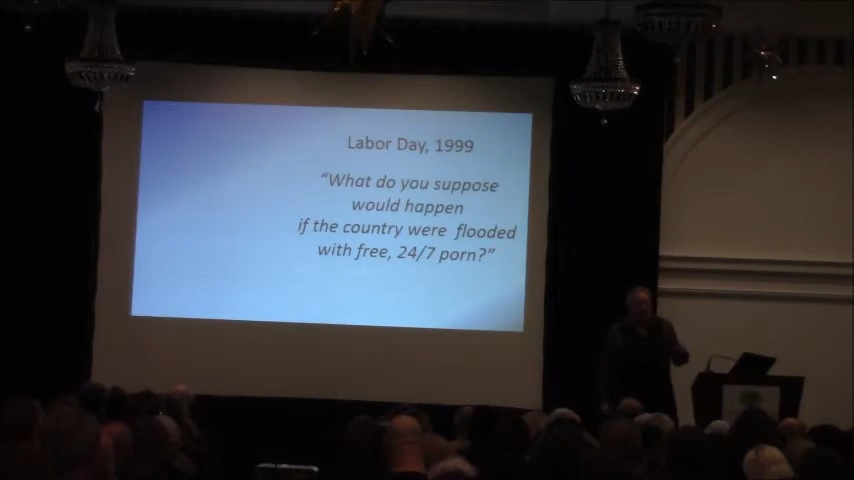 Labor Day, 1999
“What do you suppose
would happen
if the country were flooded
with free, 24/7 porn?”